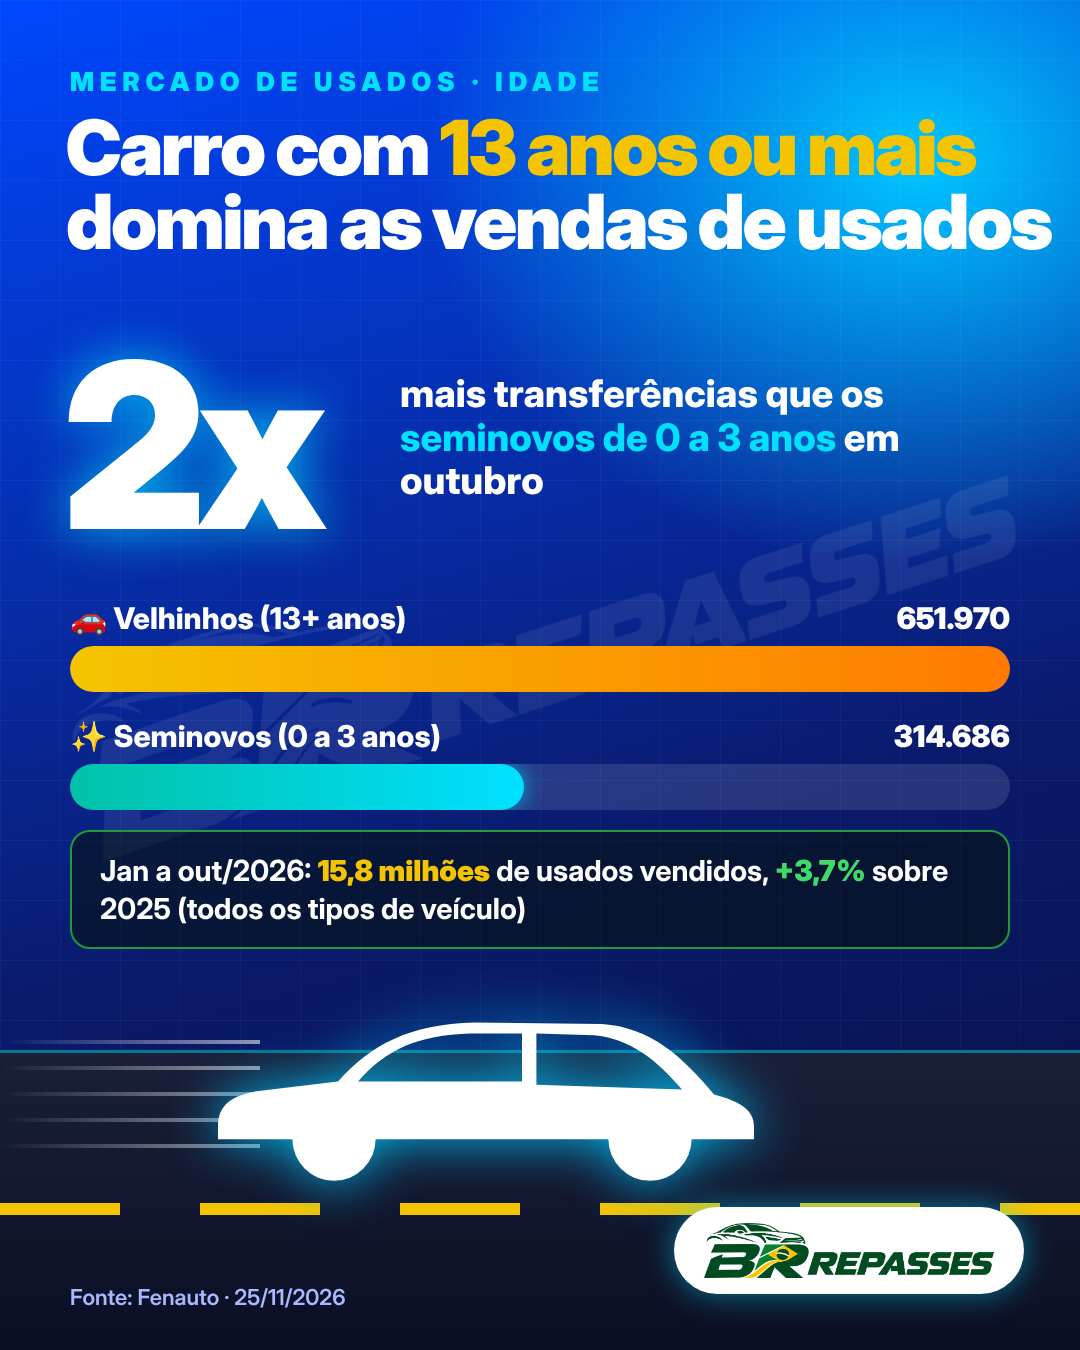 MERCADO DE USADOS · IDADE
Carro com 13 anos ou mais
domina as vendas de usados
2x
mais transferências que os
seminovos de 0 a 3 anos em
outubro
BR REPASSES
🚗 Velhinhos (13+ anos) 651.970
✨ Seminovos (0 a 3 anos) 314.686
Jan a out/2026: 15,8 milhões de usados vendidos, +3,7% sobre
2025 (todos os tipos de veículo)
BR REPASSES
Fonte: Fenauto · 25/11/2026